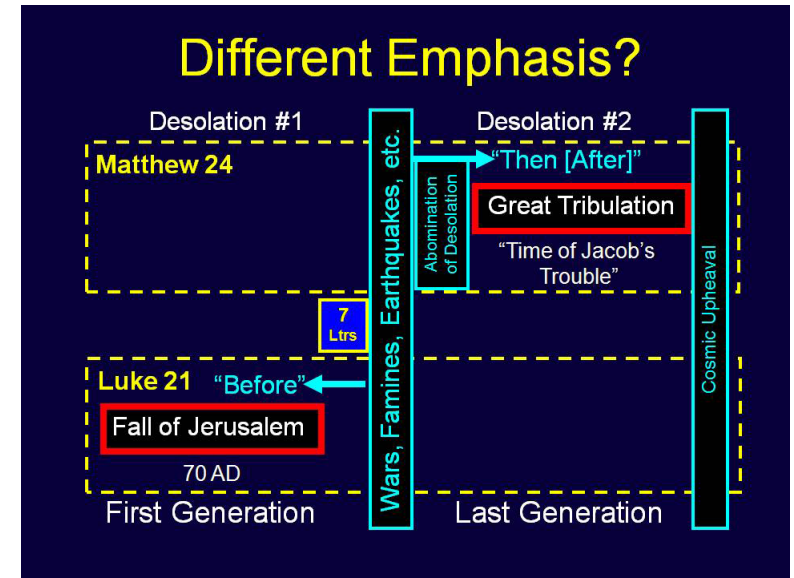 Different Emphasis?
Desolation #1
Desolation #2
Matthew 24
Wars, Famines, Earthquakes, etc.
"Then [After]"
Abomination
of Desolation
Great Tribulation
"Time of Jacob's
Trouble"
Cosmic Upheaval
7
Ltrs
Luke 21
"Before"
Fall of Jerusalem
70 AD
First Generation
Last Generation